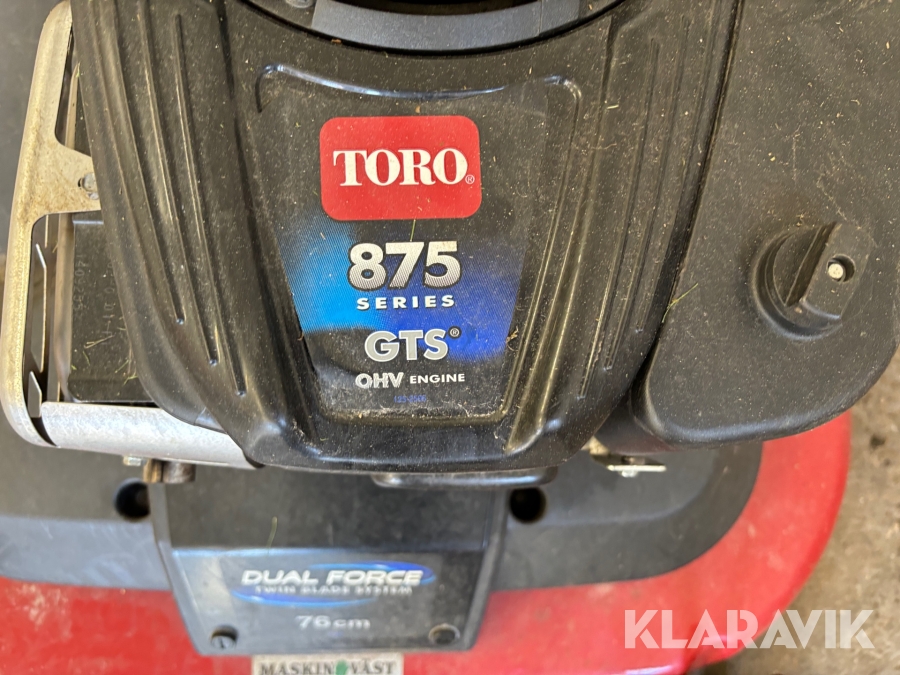 TORO®
875
SERIES
GTS®
OHV ENGINE
DUAL FORCE
TWIN BLADE SYSTEM
76cm
MASKIN VÄST
KLARAVIK